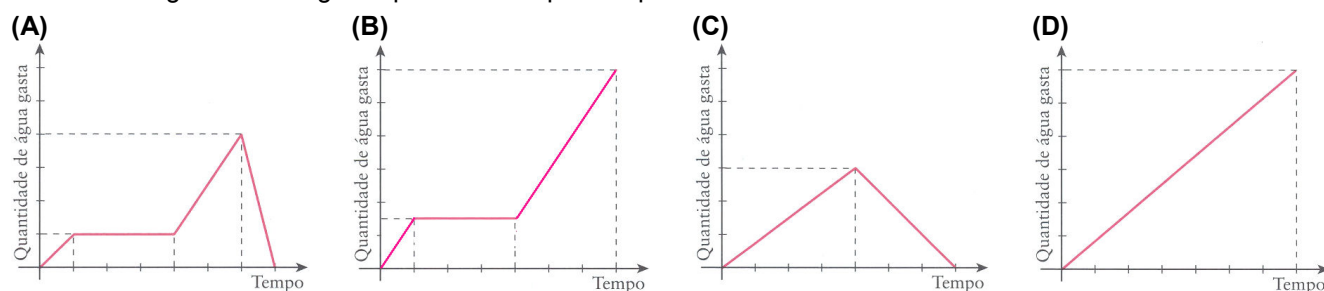 (A)
(B)
(C)
(D)
Quantidade de água gasta
Tempo
Quantidade de água gasta
Tempo
Quantidade de água gasta
Tempo
Quantidade de água gasta
Tempo